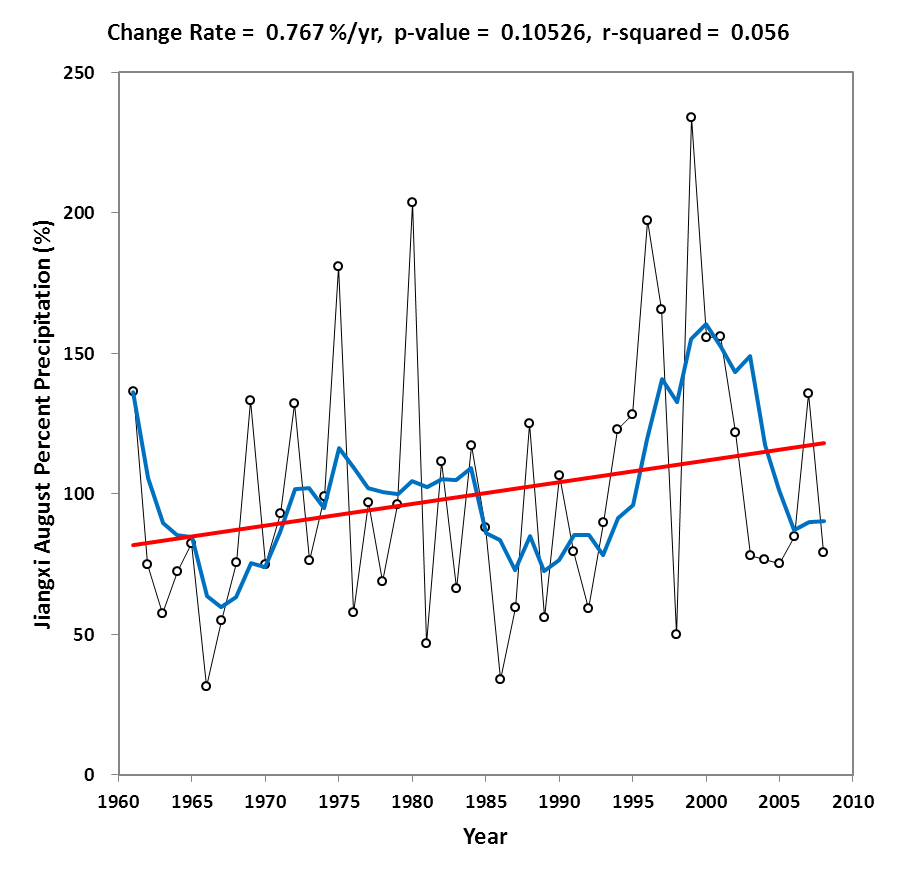 Change Rate = 0.767 %/yr, p-value = 0.10526, r-squared = 0.056
250
200
150
100
50
0
Jiangxi August Percent Precipitation (%)
1960 1965 1970 1975 1980 1985 1990 1995 2000 2005 2010
Year